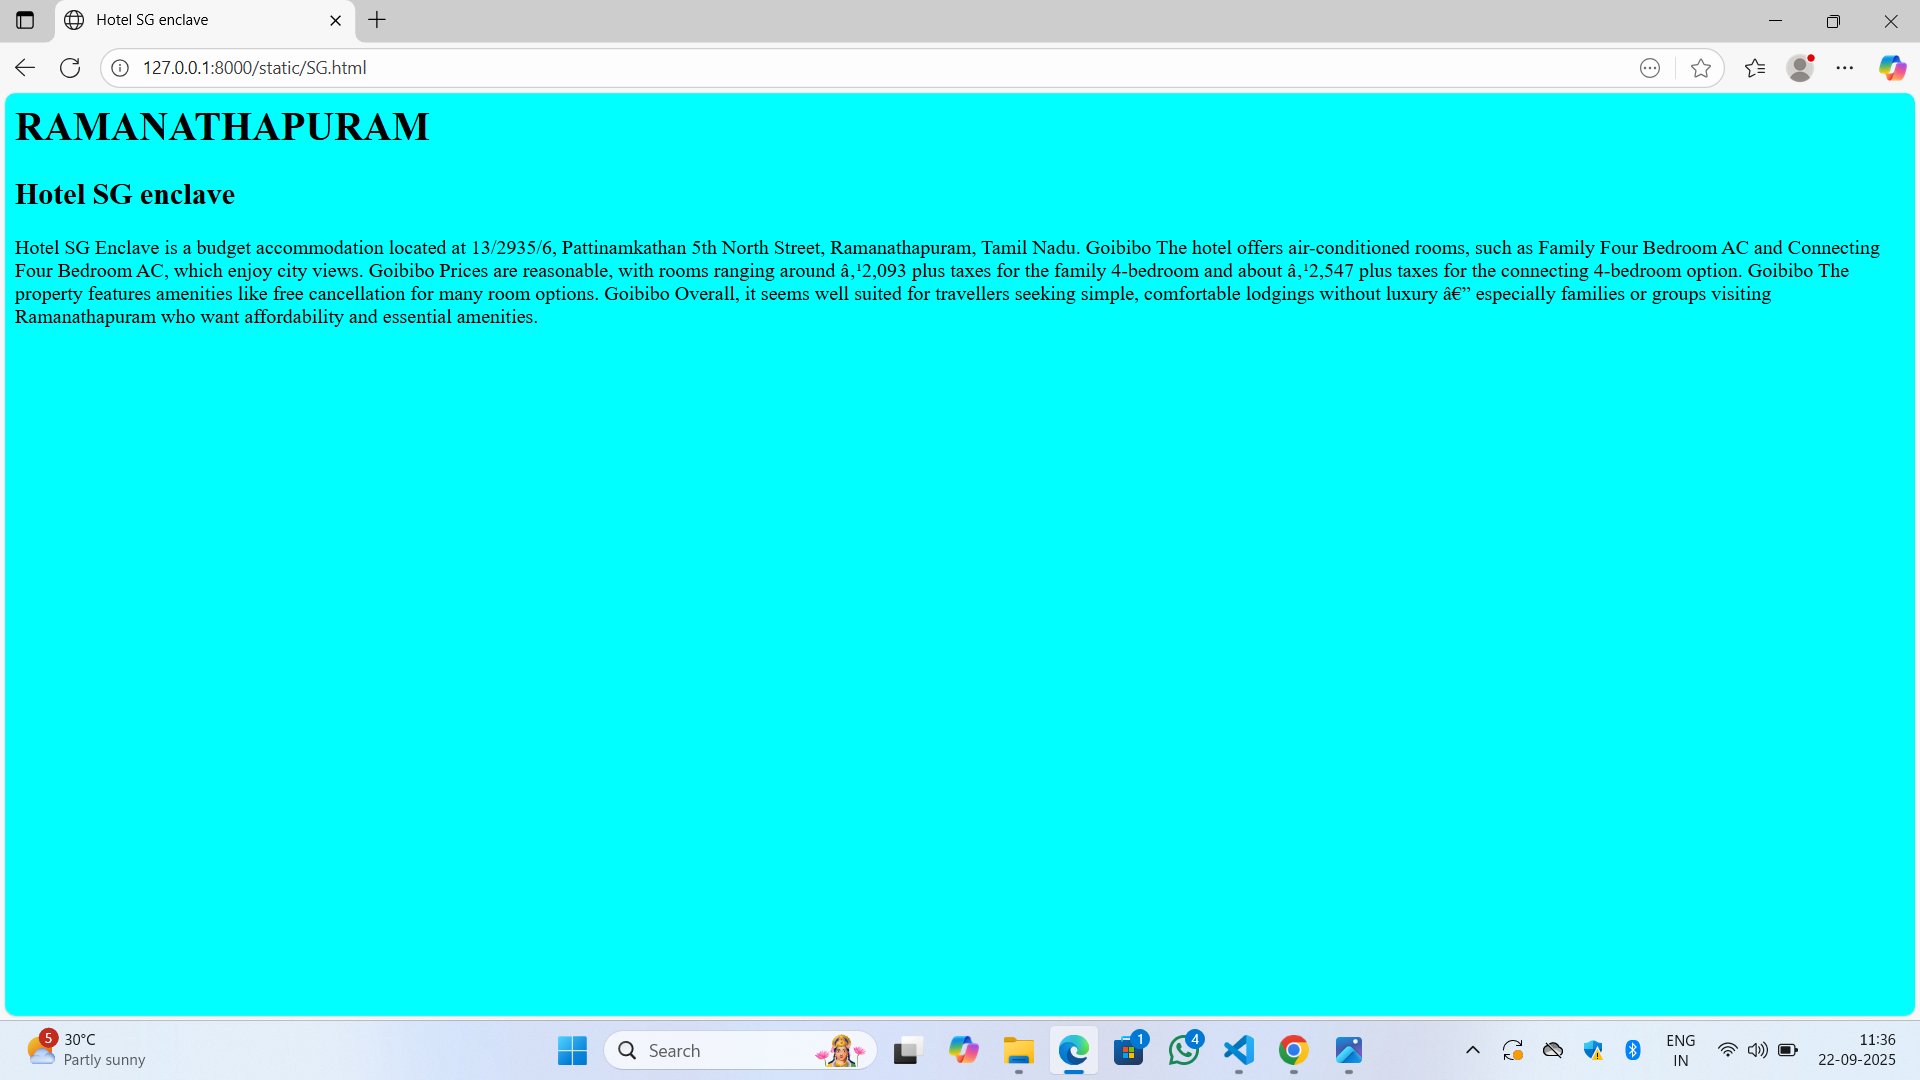 Hotel SG enclave
127.0.0.1:8000/static/SG.html
RAMANATHAPURAM
Hotel SG enclave
Hotel SG Enclave is a budget accommodation located at 13/2935/6, Pattinamkathan 5th North Street, Ramanathapuram, Tamil Nadu. Goibibo The hotel offers air-conditioned rooms, such as Family Four Bedroom AC and Connecting
Four Bedroom AC, which enjoy city views. Goibibo Prices are reasonable, with rooms ranging around â‚¹2,093 plus taxes for the family 4-bedroom and about â‚¹2,547 plus taxes for the connecting 4-bedroom option. Goibibo The
property features amenities like free cancellation for many room options. Goibibo Overall, it seems well suited for travellers seeking simple, comfortable lodgings without luxury â€” especially families or groups visiting
Ramanathapuram who want affordability and essential amenities.
5
30°C
Partly sunny
Search
1
4
ENG
IN
11:36
22-09-2025